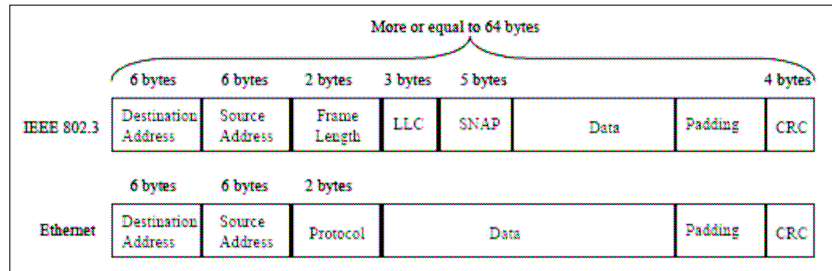 More or equal to 64 bytes
6 bytes 6 bytes 2 bytes 3 bytes 5 bytes 4 bytes
IEEE 802.3 Destination Address Source Address Frame Length LLC SNAP Data Padding CRC
6 bytes 6 bytes 2 bytes
Ethernet Destination Address Source Address Protocol Data Padding CRC